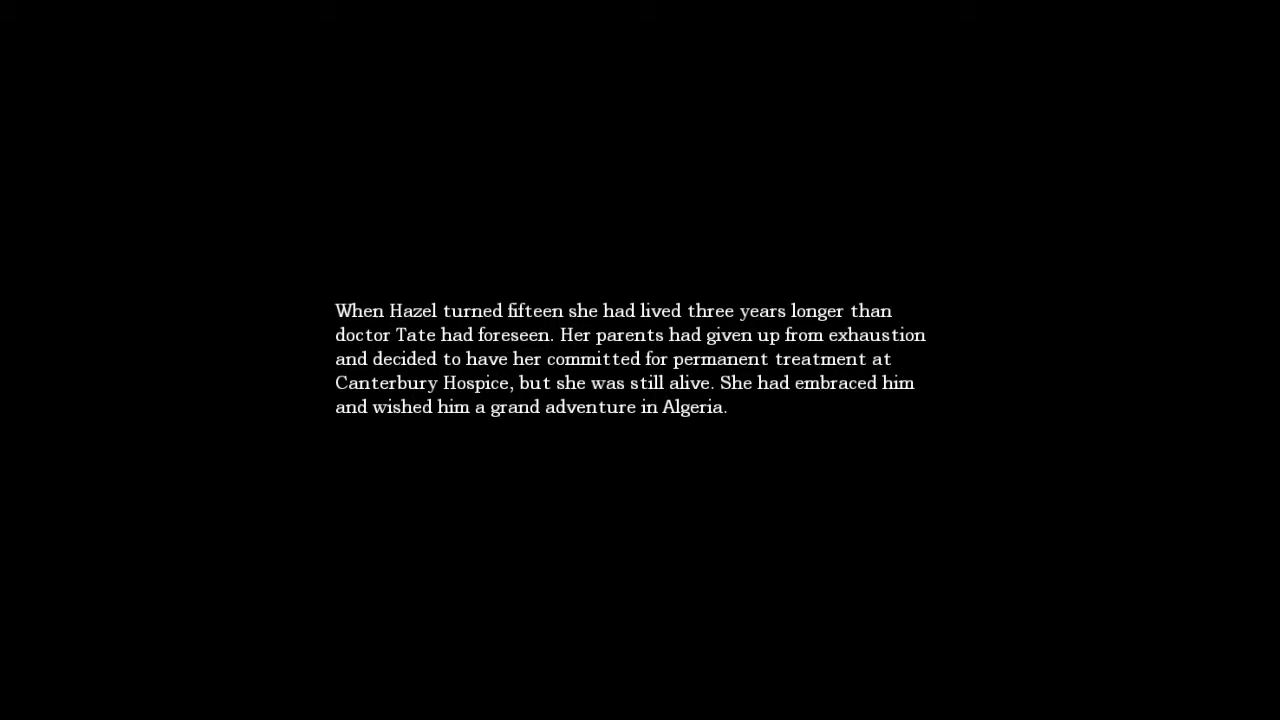 When Hazel turned fifteen she had lived three years longer than
doctor Tate had foreseen. Her parents had given up from exhaustion
and decided to have her committed for permanent treatment at
Canterbury Hospice, but she was still alive. She had embraced him
and wished him a grand adventure in Algeria.